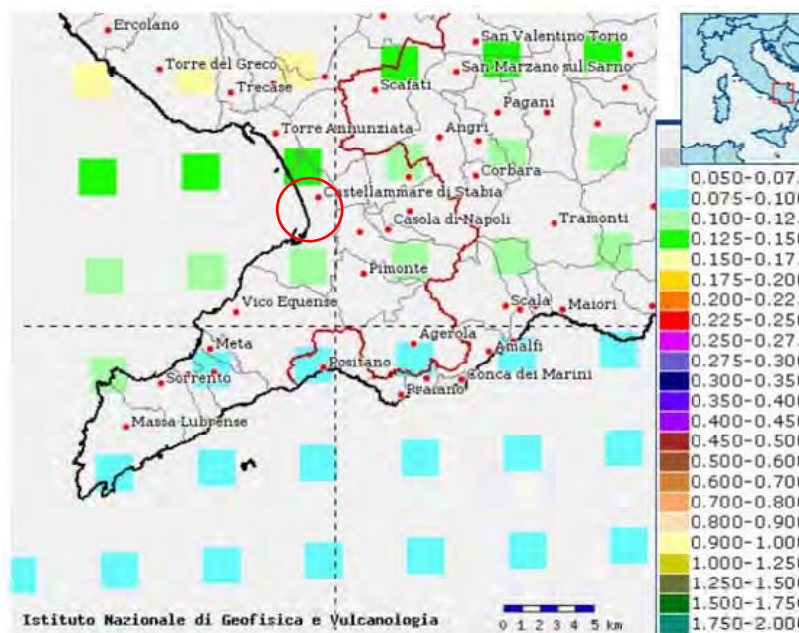 Ercolano
San Valentino Torio
Torre del Greco
San Marzano sul Sarno
Trecase
Scafati
Pagani
Torre Annunziata
Angri
Corbara
Castellammare di Stabia
Casola di Napoli
Tramonti
Pimonte
Vico Equense
Scala
Maiori
Meta
Agerola
Amalfi
Positano
Sorrento
Conca dei Marini
Praiano
Massa Lubrense
Istituto Nazionale di Geofisica e Vulcanologia
0 1 2 3 4 5 km
0.050-0.07
0.075-0.100
0.100-0.12
0.125-0.150
0.150-0.17
0.175-0.200
0.200-0.22
0.225-0.250
0.250-0.27
0.275-0.300
0.300-0.350
0.350-0.400
0.400-0.450
0.450-0.500
0.500-0.600
0.600-0.700
0.700-0.800
0.800-0.900
0.900-1.000
1.000-1.250
1.250-1.500
1.500-1.750
1.750-2.000